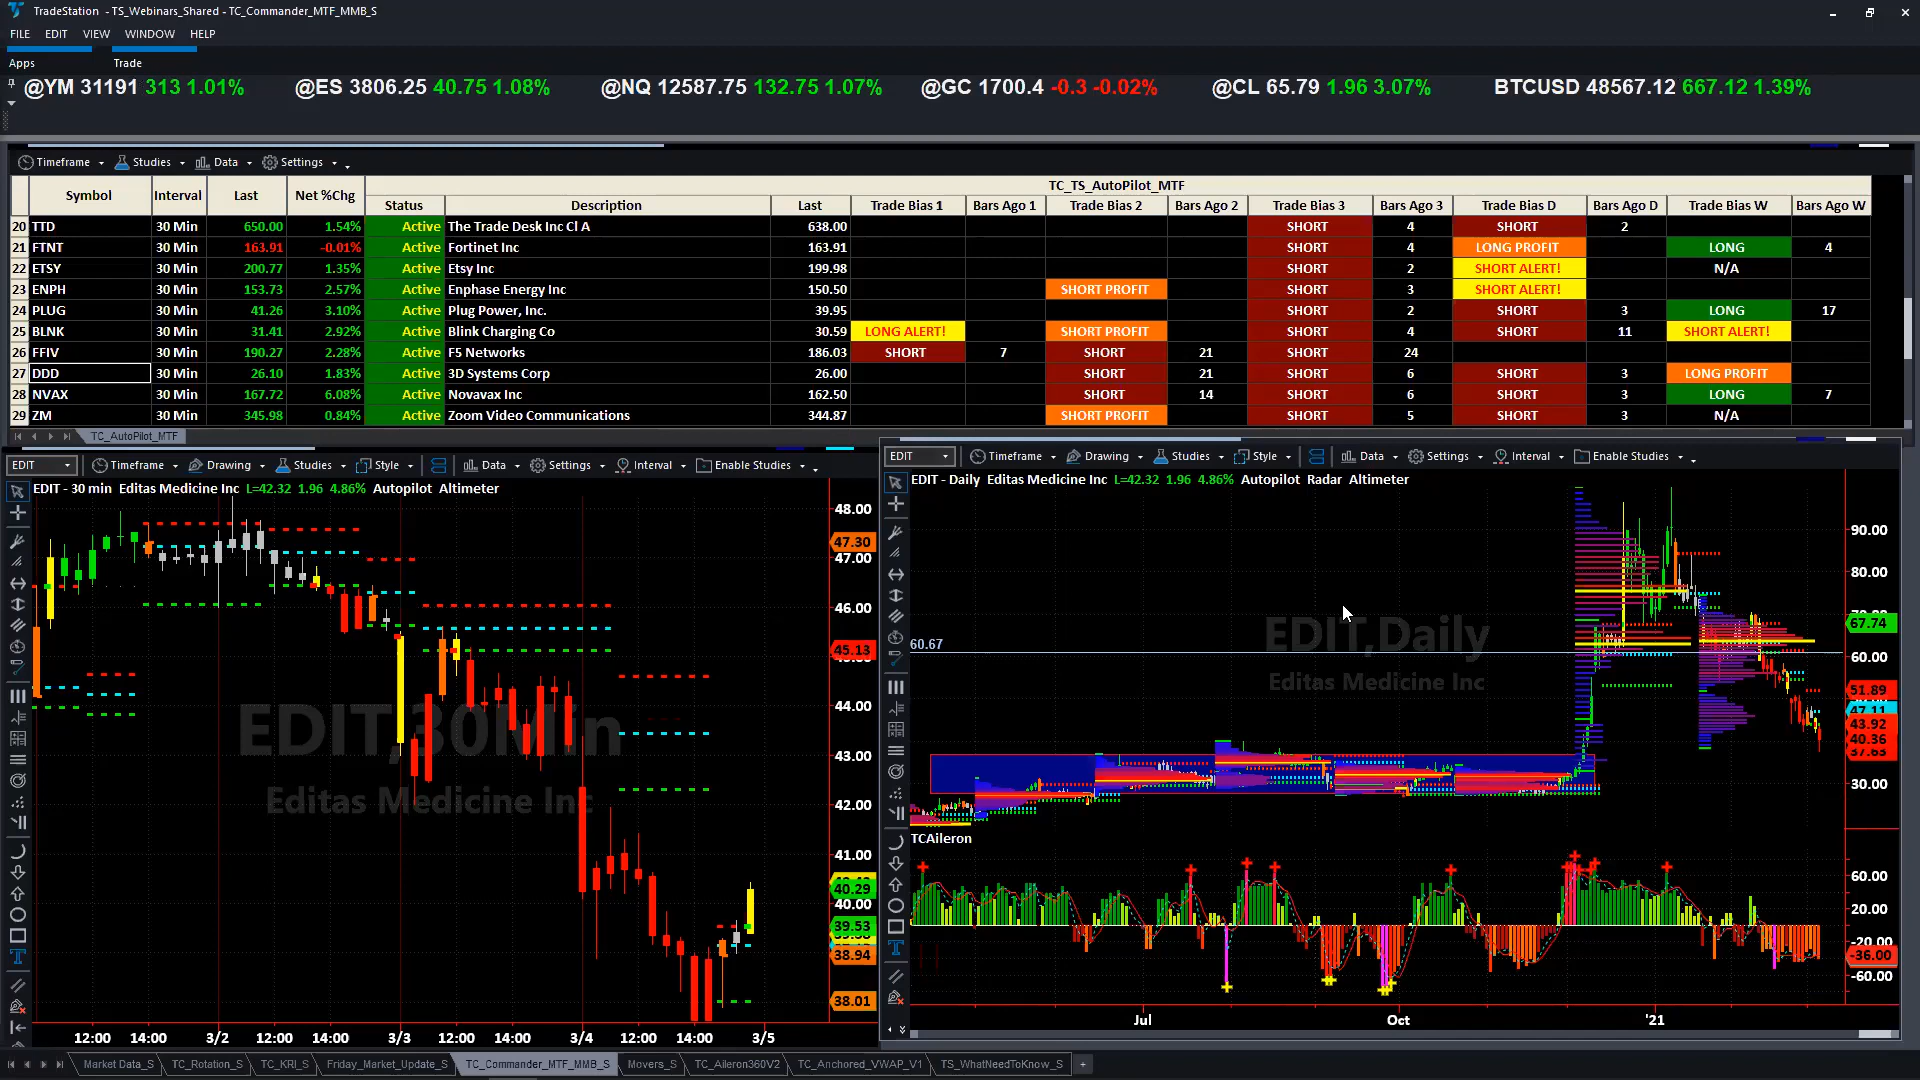 TradeStation - TS_Webinars_Shared - TC_Commander_MTF_MMB_S
FILE EDIT VIEW WINDOW HELP
Apps Trade
@YM 31191 313 1.01% @ES 3806.25 40.75 1.08% @NQ 12587.75 132.75 1.07% @GC 1700.4 -0.3 -0.02% @CL 65.79 1.96 3.07% BTCUSD 48567.12 667.12 1.39%
Timeframe Studies Data Settings
TC_TS_AutoPilot_MTF
Symbol Interval Last Net %Chg Status Description Last Trade Bias 1 Bars Ago 1 Trade Bias 2 Bars Ago 2 Trade Bias 3 Bars Ago 3 Trade Bias D Bars Ago D Trade Bias W Bars Ago W
20 TTD 30 Min 650.00 1.54% Active The Trade Desk Inc Cl A 638.00 SHORT 4 SHORT 2
21 FTNT 30 Min 163.91 -0.01% Active Fortinet Inc 163.91 SHORT 4 LONG PROFIT LONG 4
22 ETSY 30 Min 200.77 1.35% Active Etsy Inc 199.98 SHORT 2 SHORT ALERT! N/A
23 ENPH 30 Min 153.73 2.57% Active Enphase Energy Inc 150.50 SHORT PROFIT SHORT 3 SHORT ALERT!
24 PLUG 30 Min 41.26 3.10% Active Plug Power, Inc. 39.95 SHORT 2 SHORT 3 LONG 17
25 BLNK 30 Min 31.41 2.92% Active Blink Charging Co 30.59 LONG ALERT! SHORT PROFIT SHORT 4 SHORT 11 SHORT ALERT!
26 FFIV 30 Min 190.27 2.28% Active F5 Networks 186.03 SHORT 7 SHORT 21 SHORT 24
27 DDD 30 Min 26.10 1.83% Active 3D Systems Corp 26.00 SHORT 21 SHORT 6 SHORT 3 LONG PROFIT
28 NVAX 30 Min 167.72 6.08% Active Novavax Inc 162.50 SHORT 14 SHORT 6 SHORT 3 LONG 7
29 ZM 30 Min 345.98 0.84% Active Zoom Video Communications 344.87 SHORT PROFIT SHORT 5 SHORT 3 N/A
TC_AutoPilot_MTF
EDIT Timeframe Drawing Studies Style Data Settings Interval Enable Studies
EDIT - 30 min Editas Medicine Inc L=42.32 1.96 4.86% Autopilot Altimeter
EDIT,30Min
Editas Medicine Inc
48.00
47.30
47.00
46.00
45.13
44.00
43.00
42.00
41.00
40.29
40.00
39.53
38.94
38.01
12:00 14:00 3/2 12:00 14:00 3/3 12:00 14:00 3/4 12:00 14:00 3/5
EDIT Timeframe Drawing Studies Style Data Settings Interval Enable Studies
EDIT - Daily Editas Medicine Inc L=42.32 1.96 4.86% Autopilot Radar Altimeter
60.67
EDIT,Daily
Editas Medicine Inc
90.00
80.00
67.74
60.00
51.89
47.11
43.92
40.36
30.00
TCAileron
60.00
20.00
-20.00
-36.00
-60.00
Jul Oct '21
Market Data_S TC_Rotation_S TC_KRI_S Friday_Market_Update_S TC_Commander_MTF_MMB_S Movers_S TC_Aileron360V2 TC_Anchored_VWAP_V1 TS_WhatNeedToKnow_S +